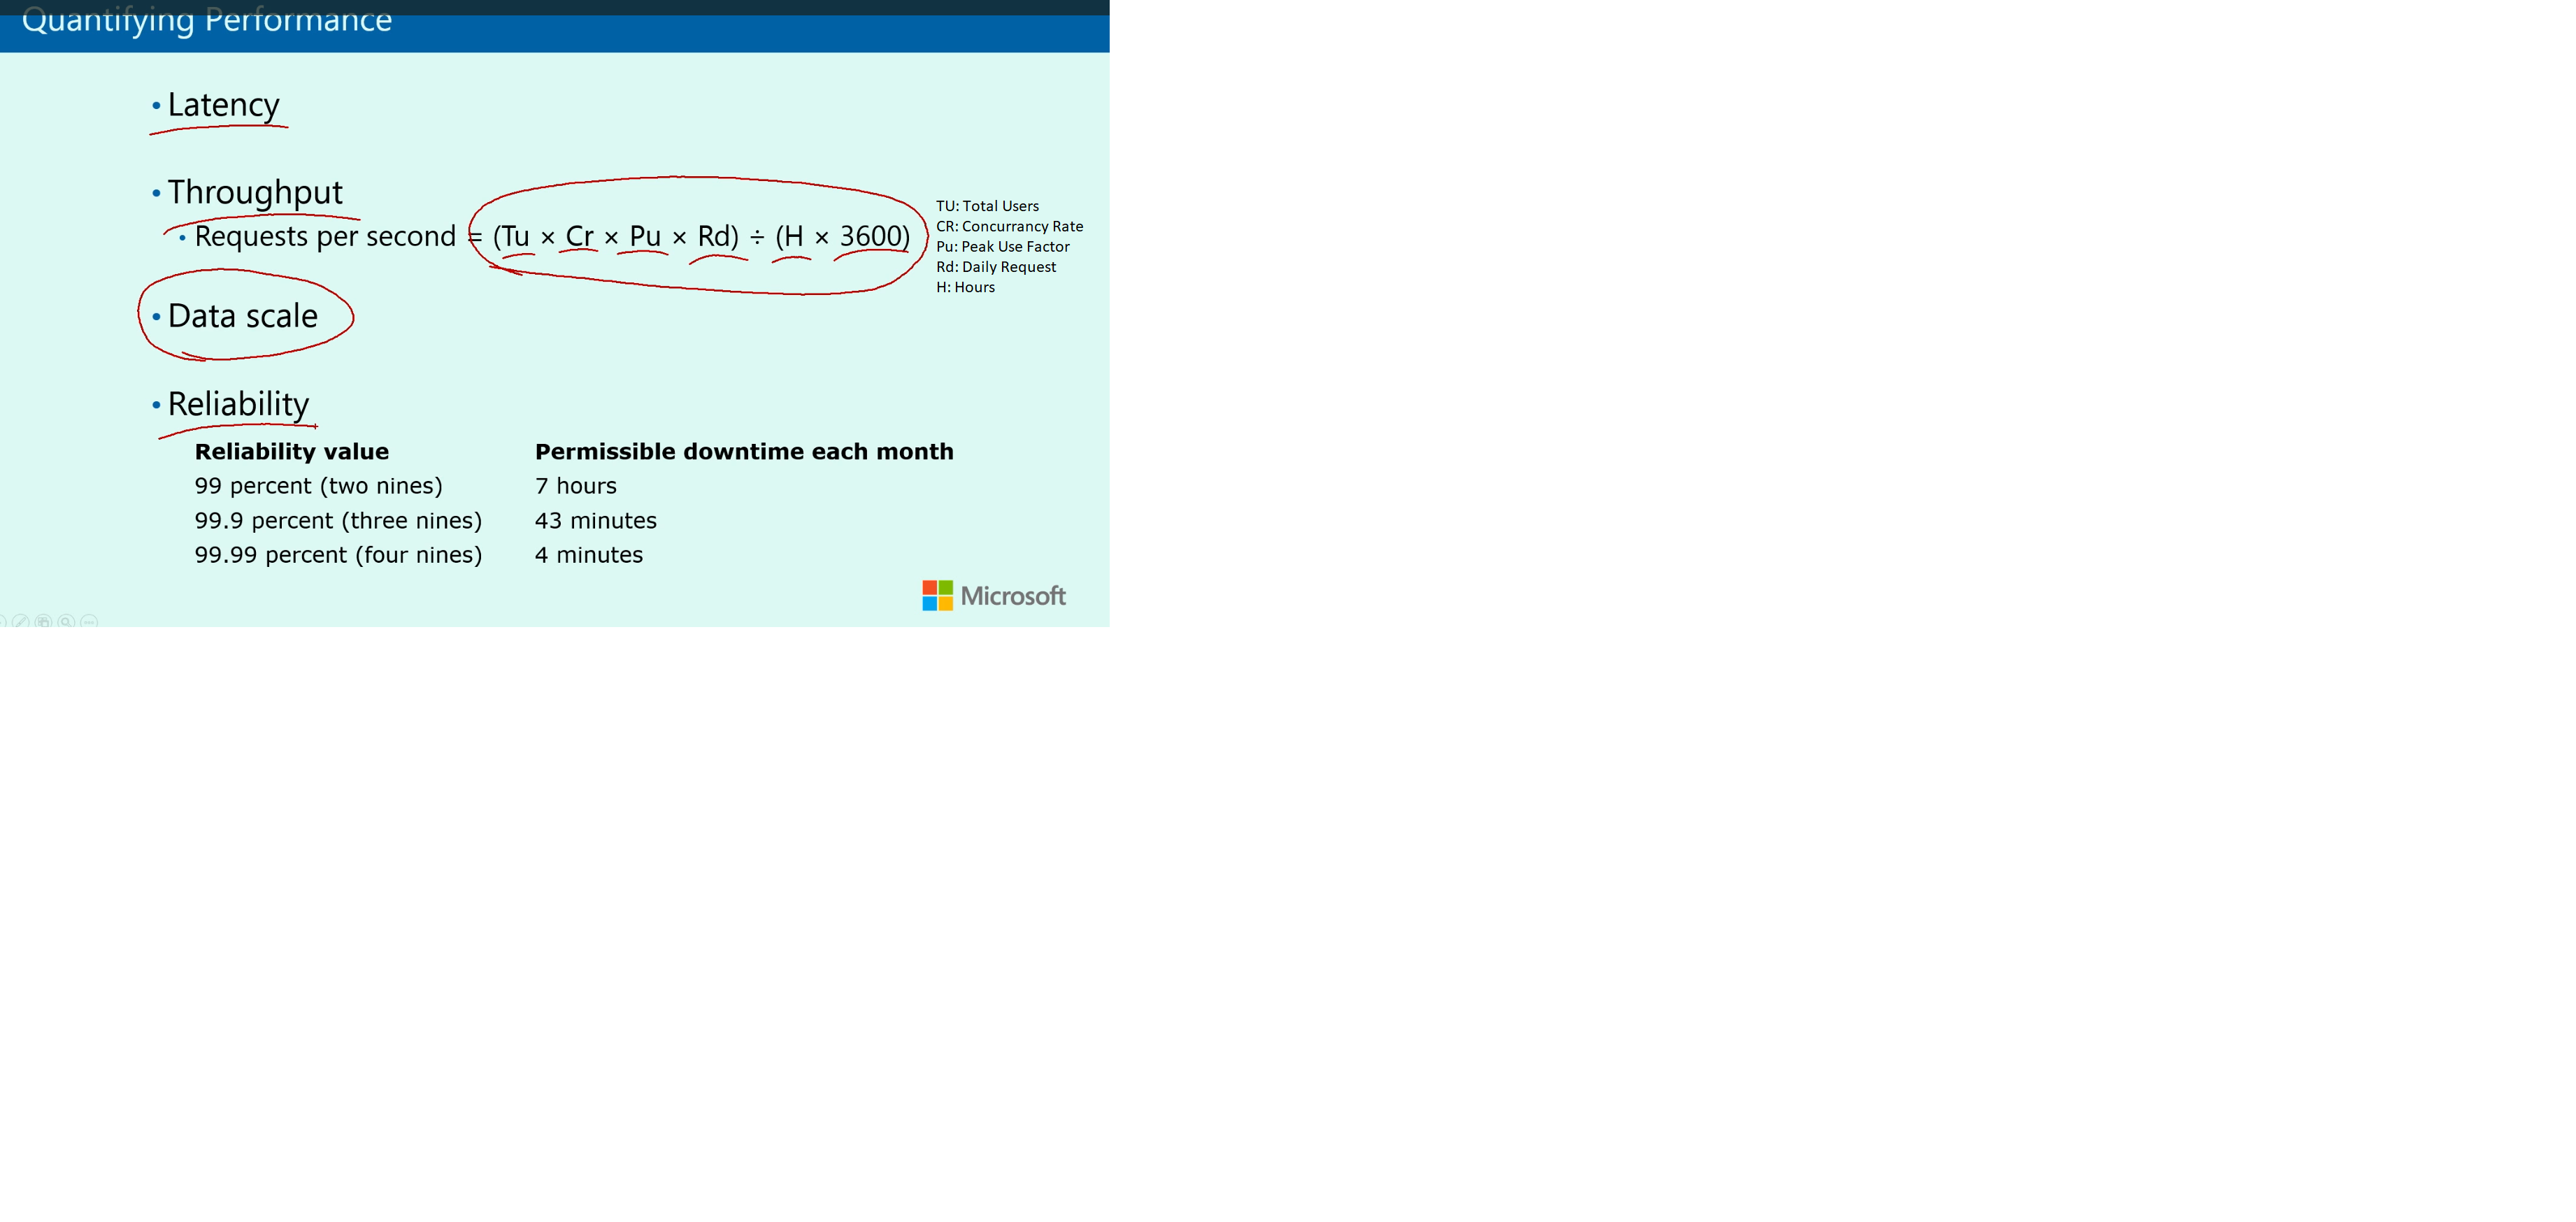 Quantifying Performance
• Latency
• Throughput
• Requests per second = (Tu × Cr × Pu × Rd) ÷ (H × 3600)
TU: Total Users
CR: Concurrancy Rate
Pu: Peak Use Factor
Rd: Daily Request
H: Hours
• Data scale
• Reliability
Reliability value Permissible downtime each month
99 percent (two nines) 7 hours
99.9 percent (three nines) 43 minutes
99.99 percent (four nines) 4 minutes
Microsoft